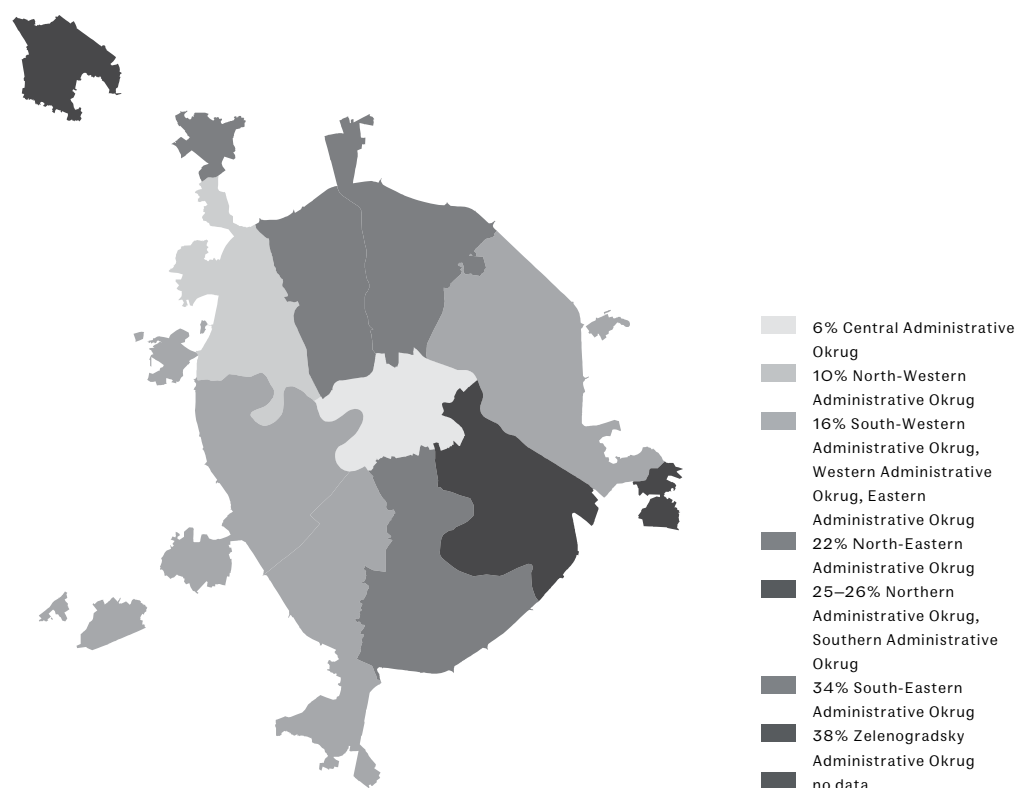 6% Central Administrative
Okrug
10% North-Western
Administrative Okrug
16% South-Western
Administrative Okrug,
Western Administrative
Okrug, Eastern
Administrative Okrug
22% North-Eastern
Administrative Okrug
25–26% Northern
Administrative Okrug,
Southern Administrative
Okrug
34% South-Eastern
Administrative Okrug
38% Zelenogradsky
Administrative Okrug
no data